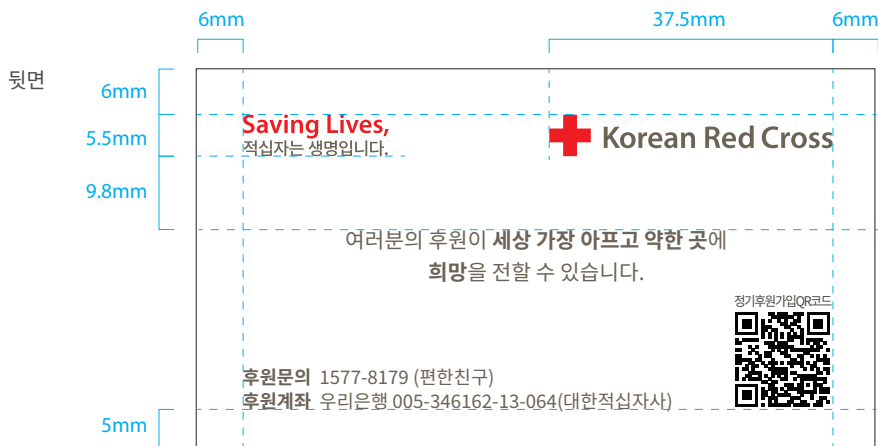 6mm
37.5mm
6mm
뒷면
6mm
5.5mm
Saving Lives,
적십자는 생명입니다.
Korean Red Cross
9.8mm
여러분의 후원이 세상 가장 아프고 약한 곳에
희망을 전할 수 있습니다.
정기후원가입QR코드
후원문의 1577-8179 (편한친구)
후원계좌 우리은행 005-346162-13-064(대한적십자사)
5mm